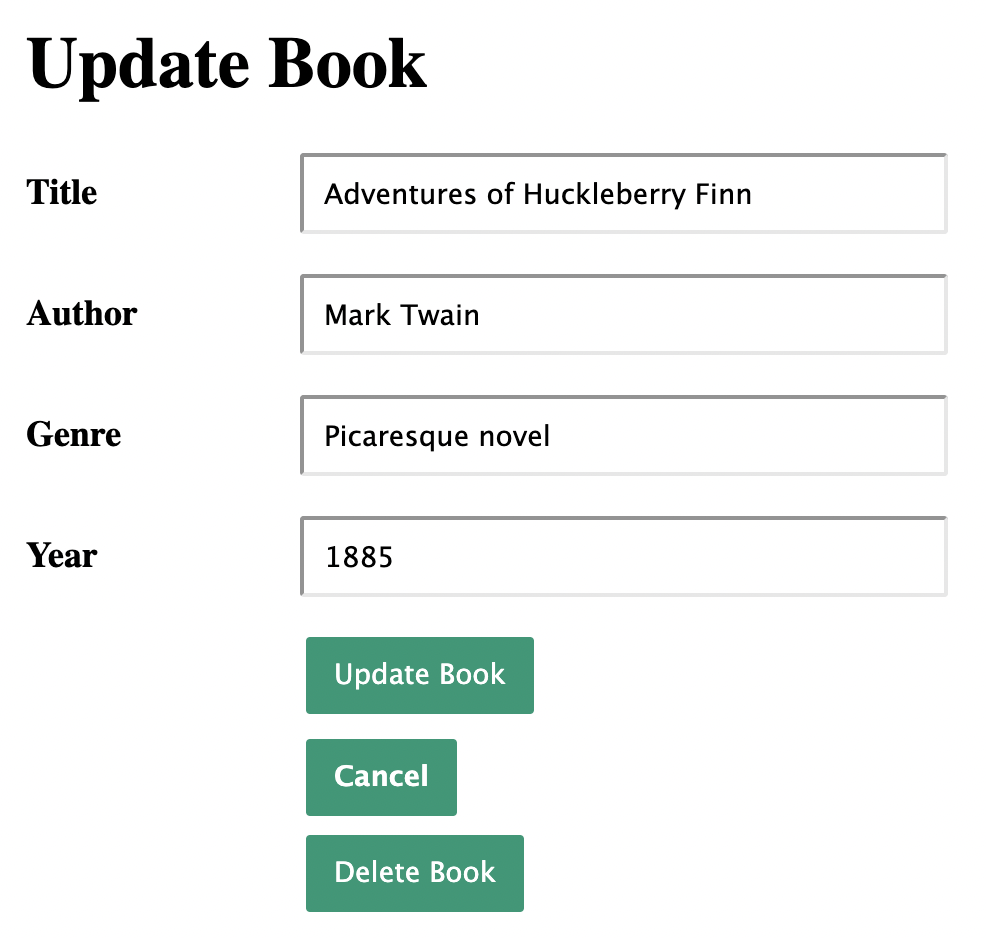 Update Book
Title
Adventures of Huckleberry Finn
Author
Mark Twain
Genre
Picaresque novel
Year
1885
Update Book
Cancel
Delete Book